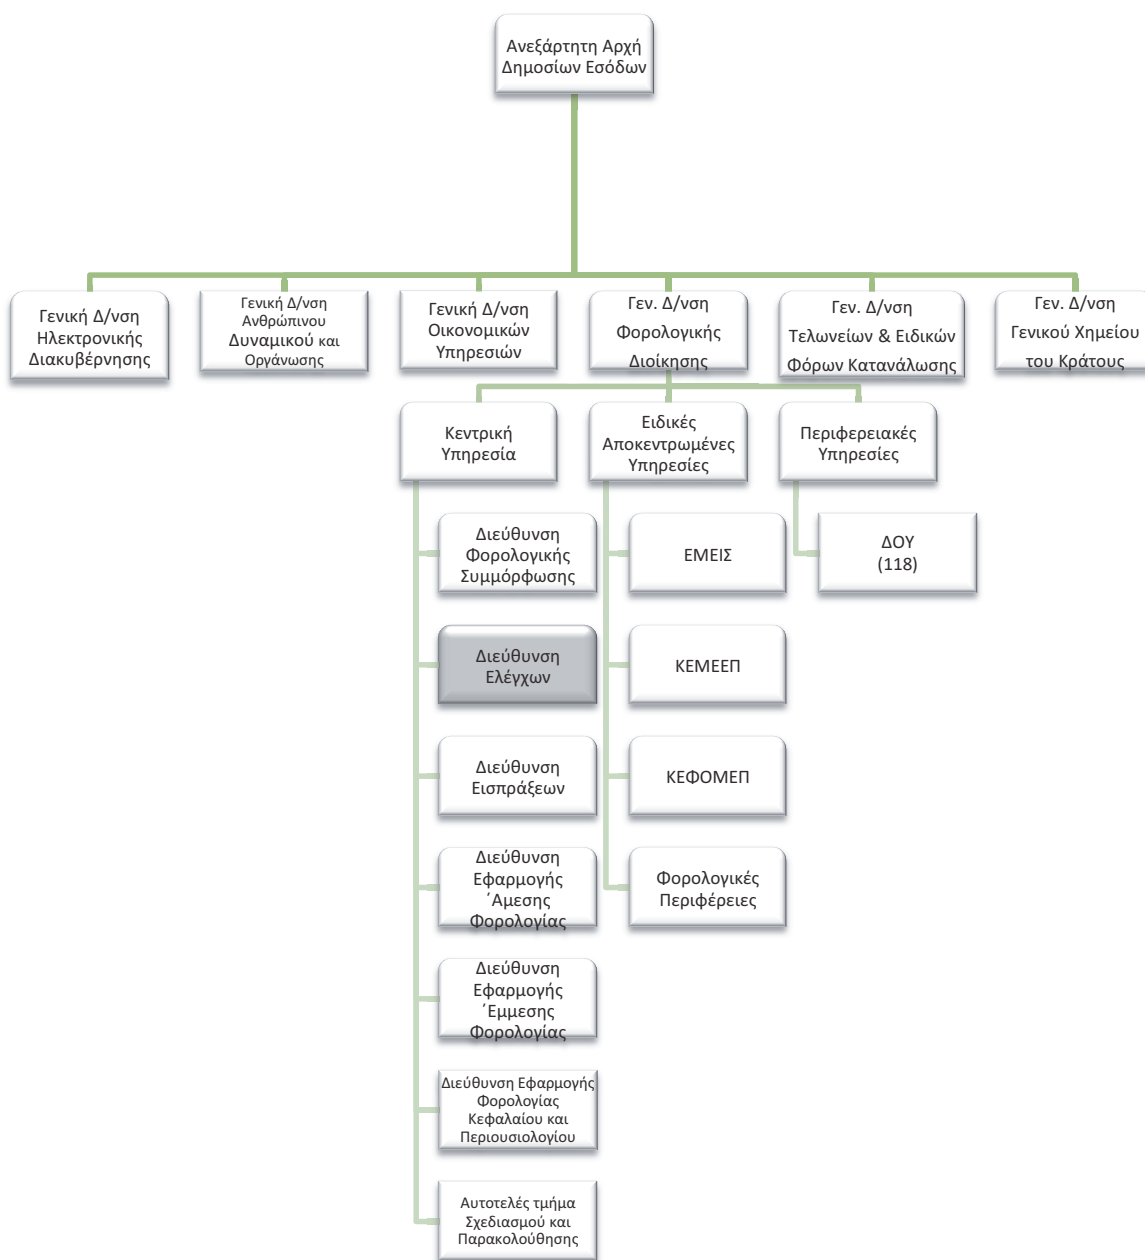 Ανεξάρτητη Αρχή
Δημοσίων Εσόδων
Γενική Δ/νση
Ηλεκτρονικής
Διακυβέρνησης
Γενική Δ/νση
Ανθρώπινου
Δυναμικού και
Οργάνωσης
Γενική Δ/νση
Οικονομικών
Υπηρεσιών
Γεν. Δ/νση
Φορολογικής
Διοίκησης
Γεν. Δ/νση
Τελωνείων & Ειδικών
Φόρων Κατανάλωσης
Γεν. Δ/νση
Γενικού Χημείου
του Κράτους
Κεντρική
Υπηρεσία
Ειδικές
Αποκεντρωμένες
Υπηρεσίες
Περιφερειακές
Υπηρεσίες
Διεύθυνση
Φορολογικής
Συμμόρφωσης
Διεύθυνση
Ελέγχων
Διεύθυνση
Εισπράξεων
Διεύθυνση
Εφαρμογής
΄Αμεσης
Φορολογίας
Διεύθυνση
Εφαρμογής
΄Εμμεσης
Φορολογίας
Διεύθυνση Εφαρμογής
Φορολογίας
Κεφαλαίου και
Περιουσιολογίου
Αυτοτελές τμήμα
Σχεδιασμού και
Παρακολούθησης
ΕΜΕΙΣ
ΚΕΜΕΕΠ
ΚΕΦΟΜΕΠ
Φορολογικές
Περιφέρειες
ΔΟΥ
(118)